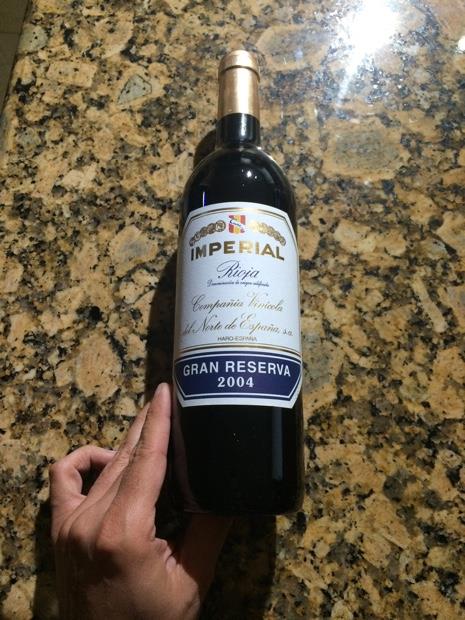 IMPERIAL
Rioja
Denominación de origen calificada
Compañía Vinícola
del Norte de España, s.a.
HARO-ESPAÑA
GRAN RESERVA
2004